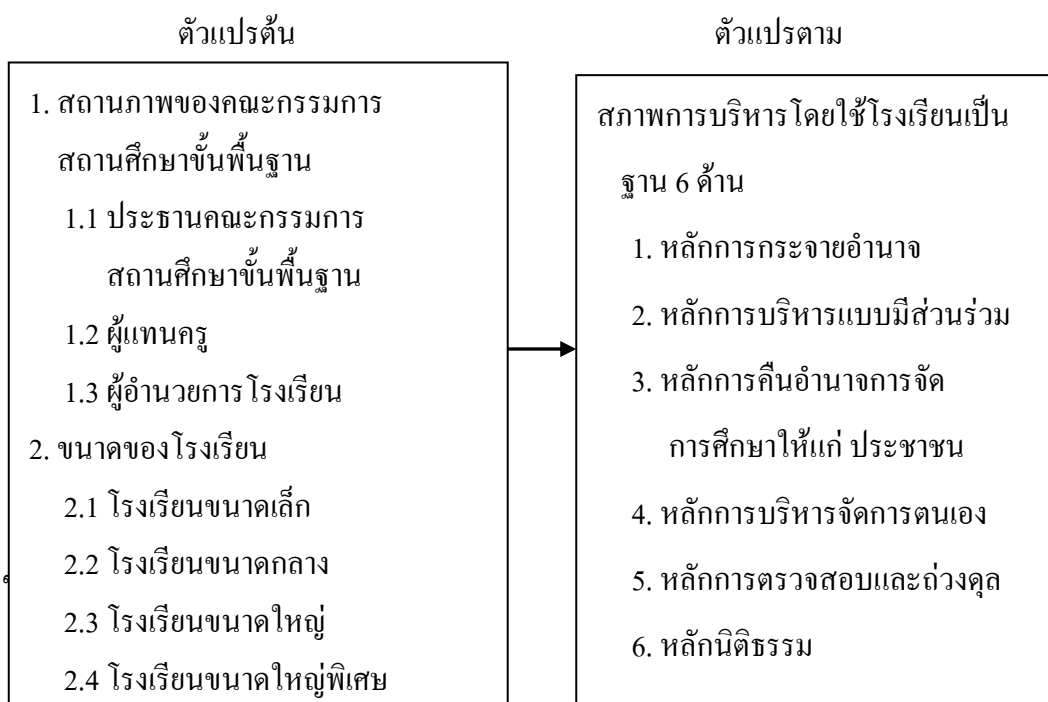 ตัวแปรต้น
1. สถานภาพของคณะกรรมการ
สถานศึกษาขั้นพื้นฐาน
1.1 ประธานคณะกรรมการ
สถานศึกษาขั้นพื้นฐาน
1.2 ผู้แทนครู
1.3 ผู้อำนวยการโรงเรียน
2. ขนาดของโรงเรียน
2.1 โรงเรียนขนาดเล็ก
2.2 โรงเรียนขนาดกลาง
2.3 โรงเรียนขนาดใหญ่
2.4 โรงเรียนขนาดใหญ่พิเศษ
ตัวแปรตาม
สภาพการบริหารโดยใช้โรงเรียนเป็น
ฐาน 6 ด้าน
1. หลักการกระจายอำนาจ
2. หลักการบริหารแบบมีส่วนร่วม
3. หลักการคืนอำนาจการจัด
การศึกษาให้แก่ ประชาชน
4. หลักการบริหารจัดการตนเอง
5. หลักการตรวจสอบและถ่วงดุล
6. หลักนิติธรรม